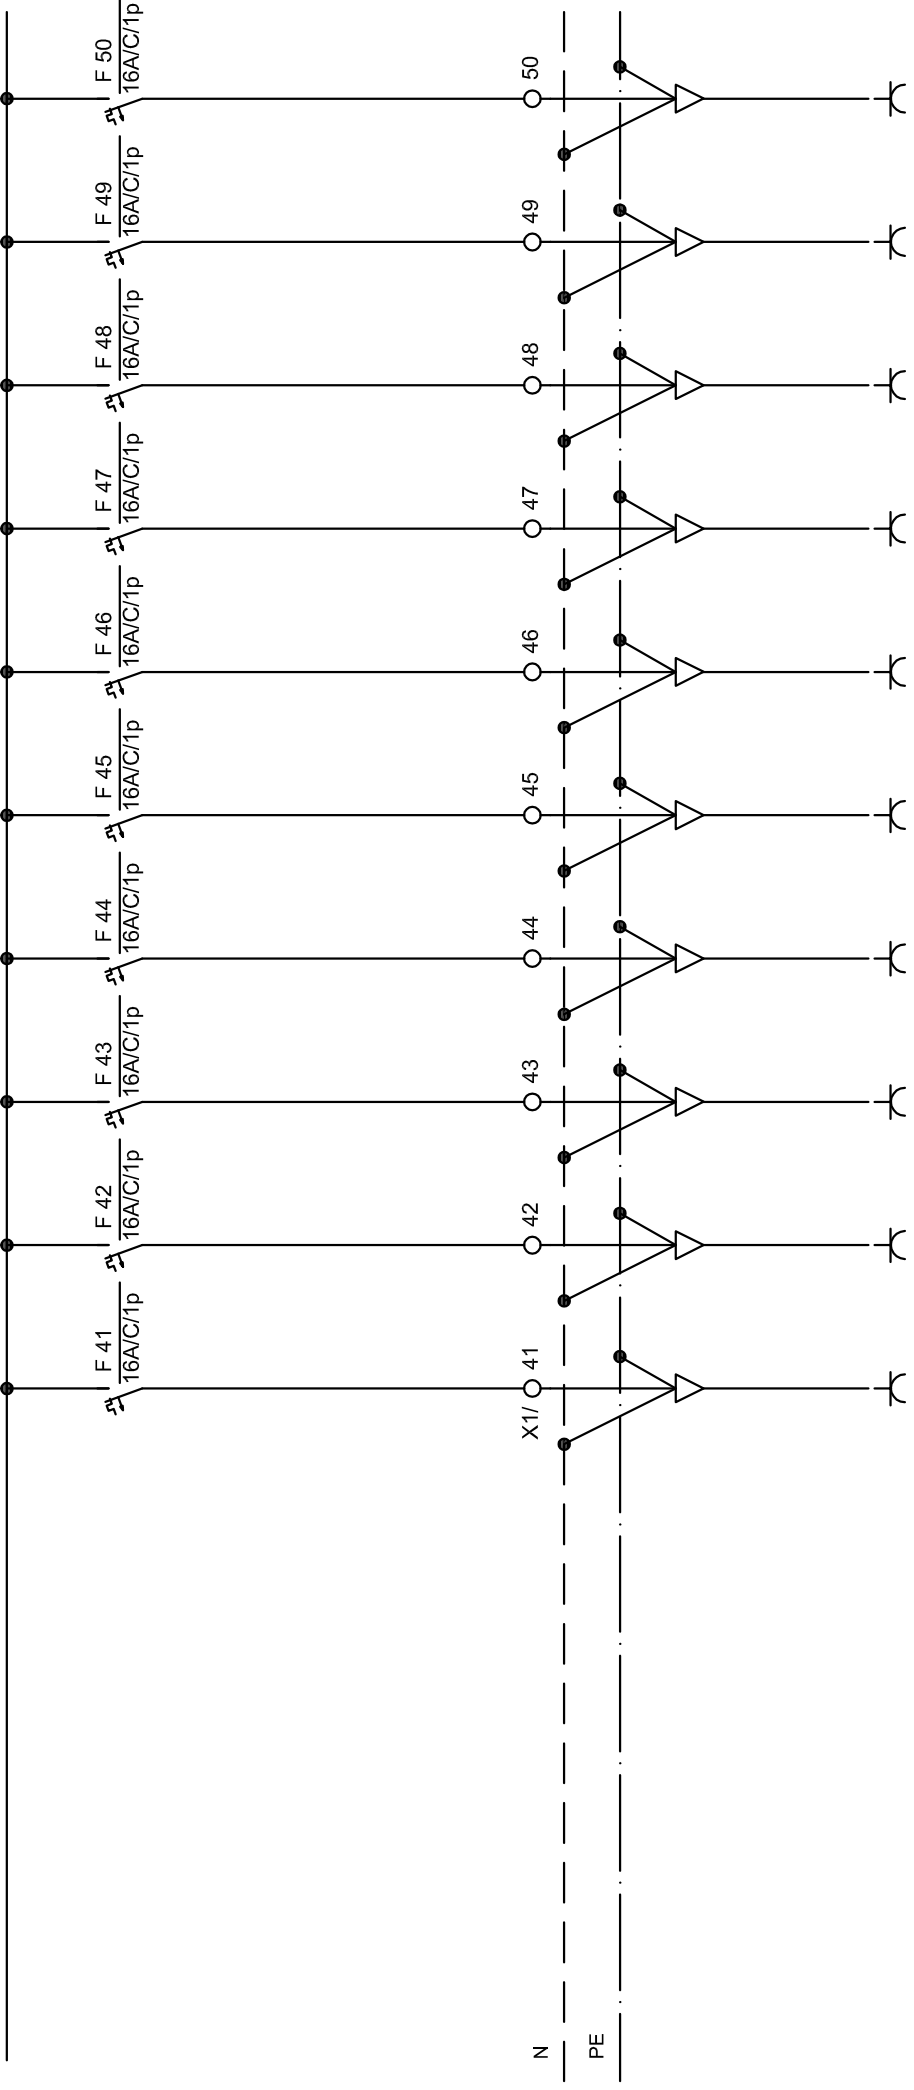 F 41
16A/C/1p
F 42
16A/C/1p
F 43
16A/C/1p
F 44
16A/C/1p
F 45
16A/C/1p
F 46
16A/C/1p
F 47
16A/C/1p
F 48
16A/C/1p
F 49
16A/C/1p
F 50
16A/C/1p
X1/ 41
42
43
44
45
46
47
48
49
50
N
PE